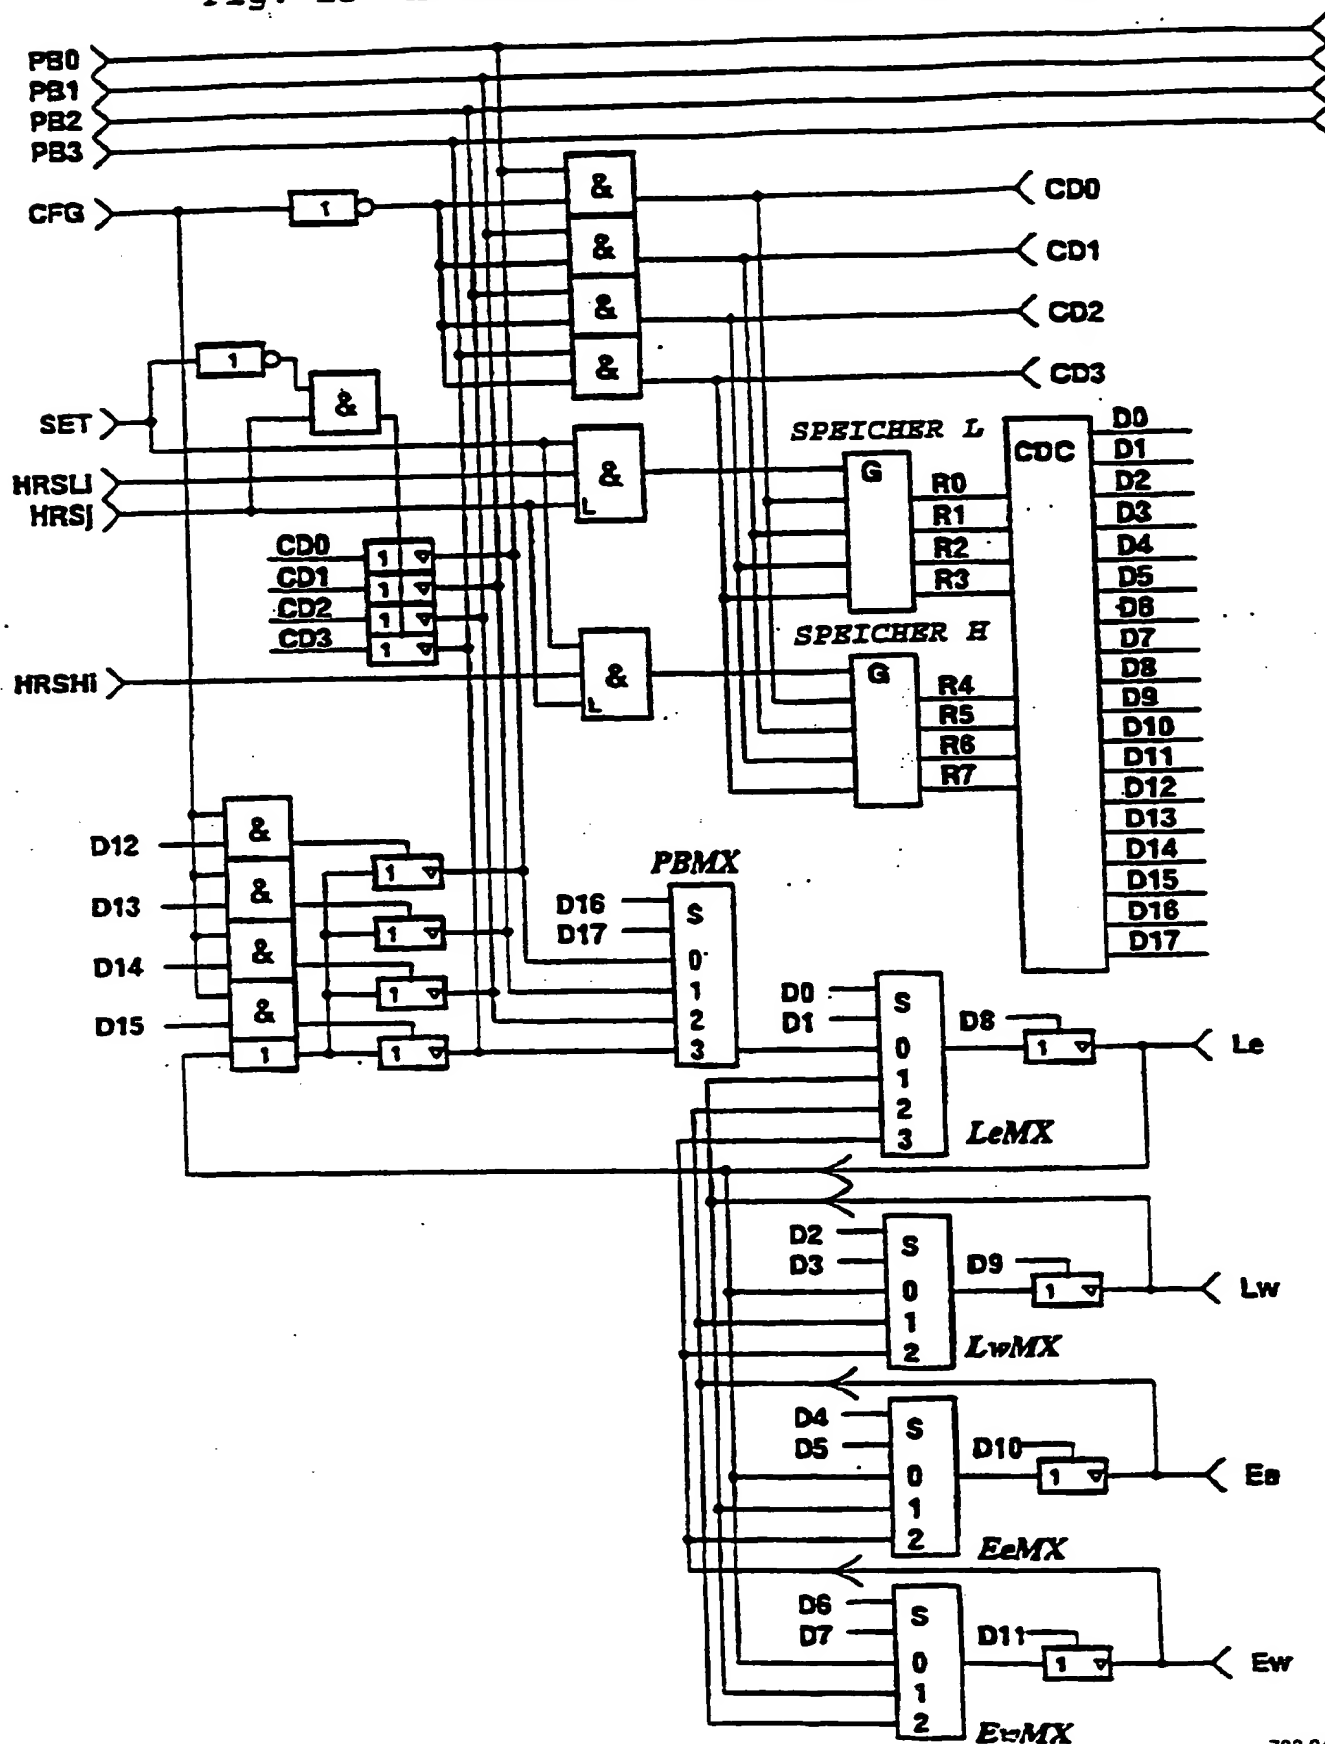 PB0
PB1
PB2
PB3
CFG
1
&
CD0
&
CD1
&
CD2
&
CD3
1
&
SET
HRSLi
HRSj
&
L
SPEICHER L
G
R0
R1
R2
R3
CDC
D0
D1
D2
D3
D4
D5
D6
D7
D8
D9
D10
D11
D12
D13
D14
D15
D16
D17
CD0
1
CD1
1
CD2
1
CD3
1
HRSHi
&
L
SPEICHER H
G
R4
R5
R6
R7
D12
&
1
D13
&
1
D14
&
1
D15
&
1
1
PBMX
D16
D17
S
0
1
2
3
D0
D1
S
0
1
2
3
LeMX
D8
1
Le
D2
D3
S
0
1
2
LwMX
D9
1
Lw
D4
D5
S
0
1
2
EeMX
D10
1
D6
D7
S
0
1
2
EwMX
D11
1
Ew